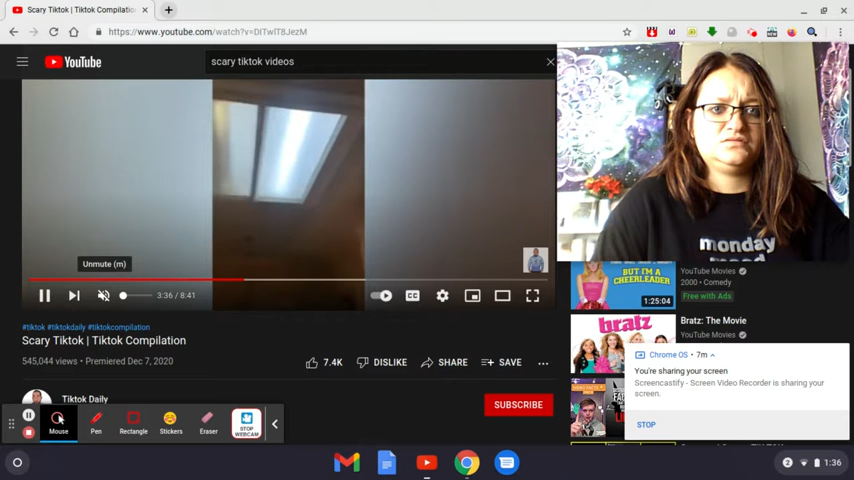 Scary Tiktok | Tiktok Compilatio
https://www.youtube.com/watch?v=DITwlT8JezM
YouTube
scary tiktok videos
Unmute (m)
3:36 / 8:41
CC
#tiktok #tiktokdaily #tiktokcompilation
Scary Tiktok | Tiktok Compilation
545,044 views • Premiered Dec 7, 2020
7.4K
DISLIKE
SHARE
SAVE
Tiktok Daily
SUBSCRIBE
Mouse
Pen
Rectangle
Stickers
Eraser
STOP
WEBCAM
monday
BUT I'M A
CHEERLEADER
1:25:04
YouTube Movies
2000 • Comedy
Free with Ads
bratz
Bratz: The Movie
YouTube Movies
Chrome OS • 7m
You're sharing your screen
Screencastify - Screen Video Recorder is sharing your
screen.
STOP
2
1:36